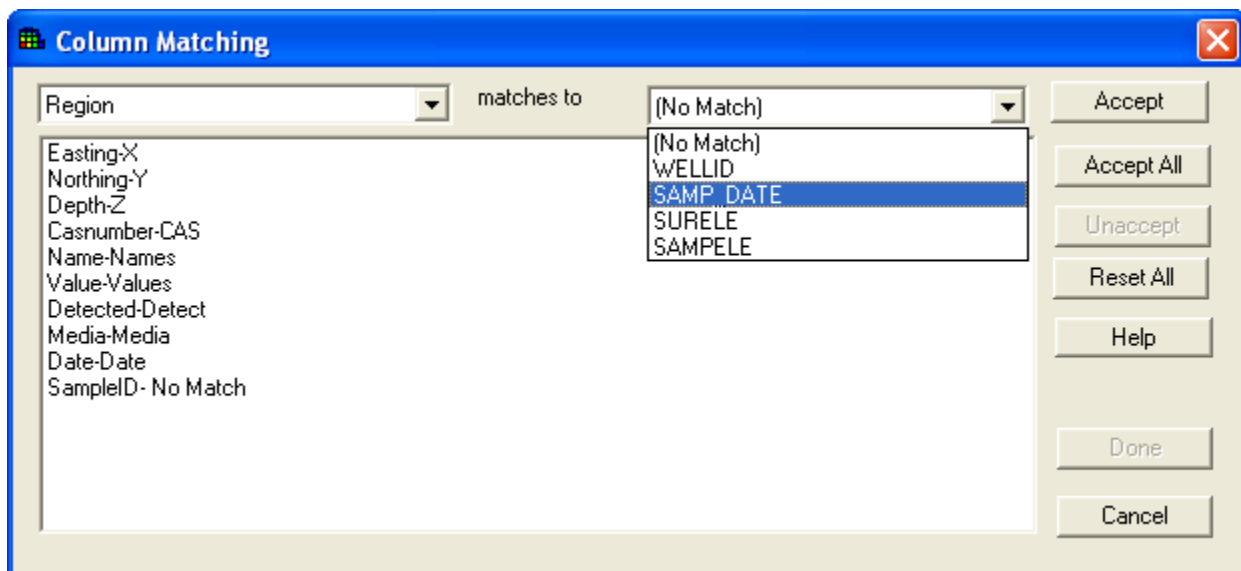 Column Matching
Region
matches to
(No Match)
Accept
(No Match)
WELLID
SAMP_DATE
SURELE
SAMPELE
Easting-X
Northing-Y
Depth-Z
Casnumber-CAS
Name-Names
Value-Values
Detected-Detect
Media-Media
Date-Date
SampleID- No Match
Accept All
Unaccept
Reset All
Help
Done
Cancel